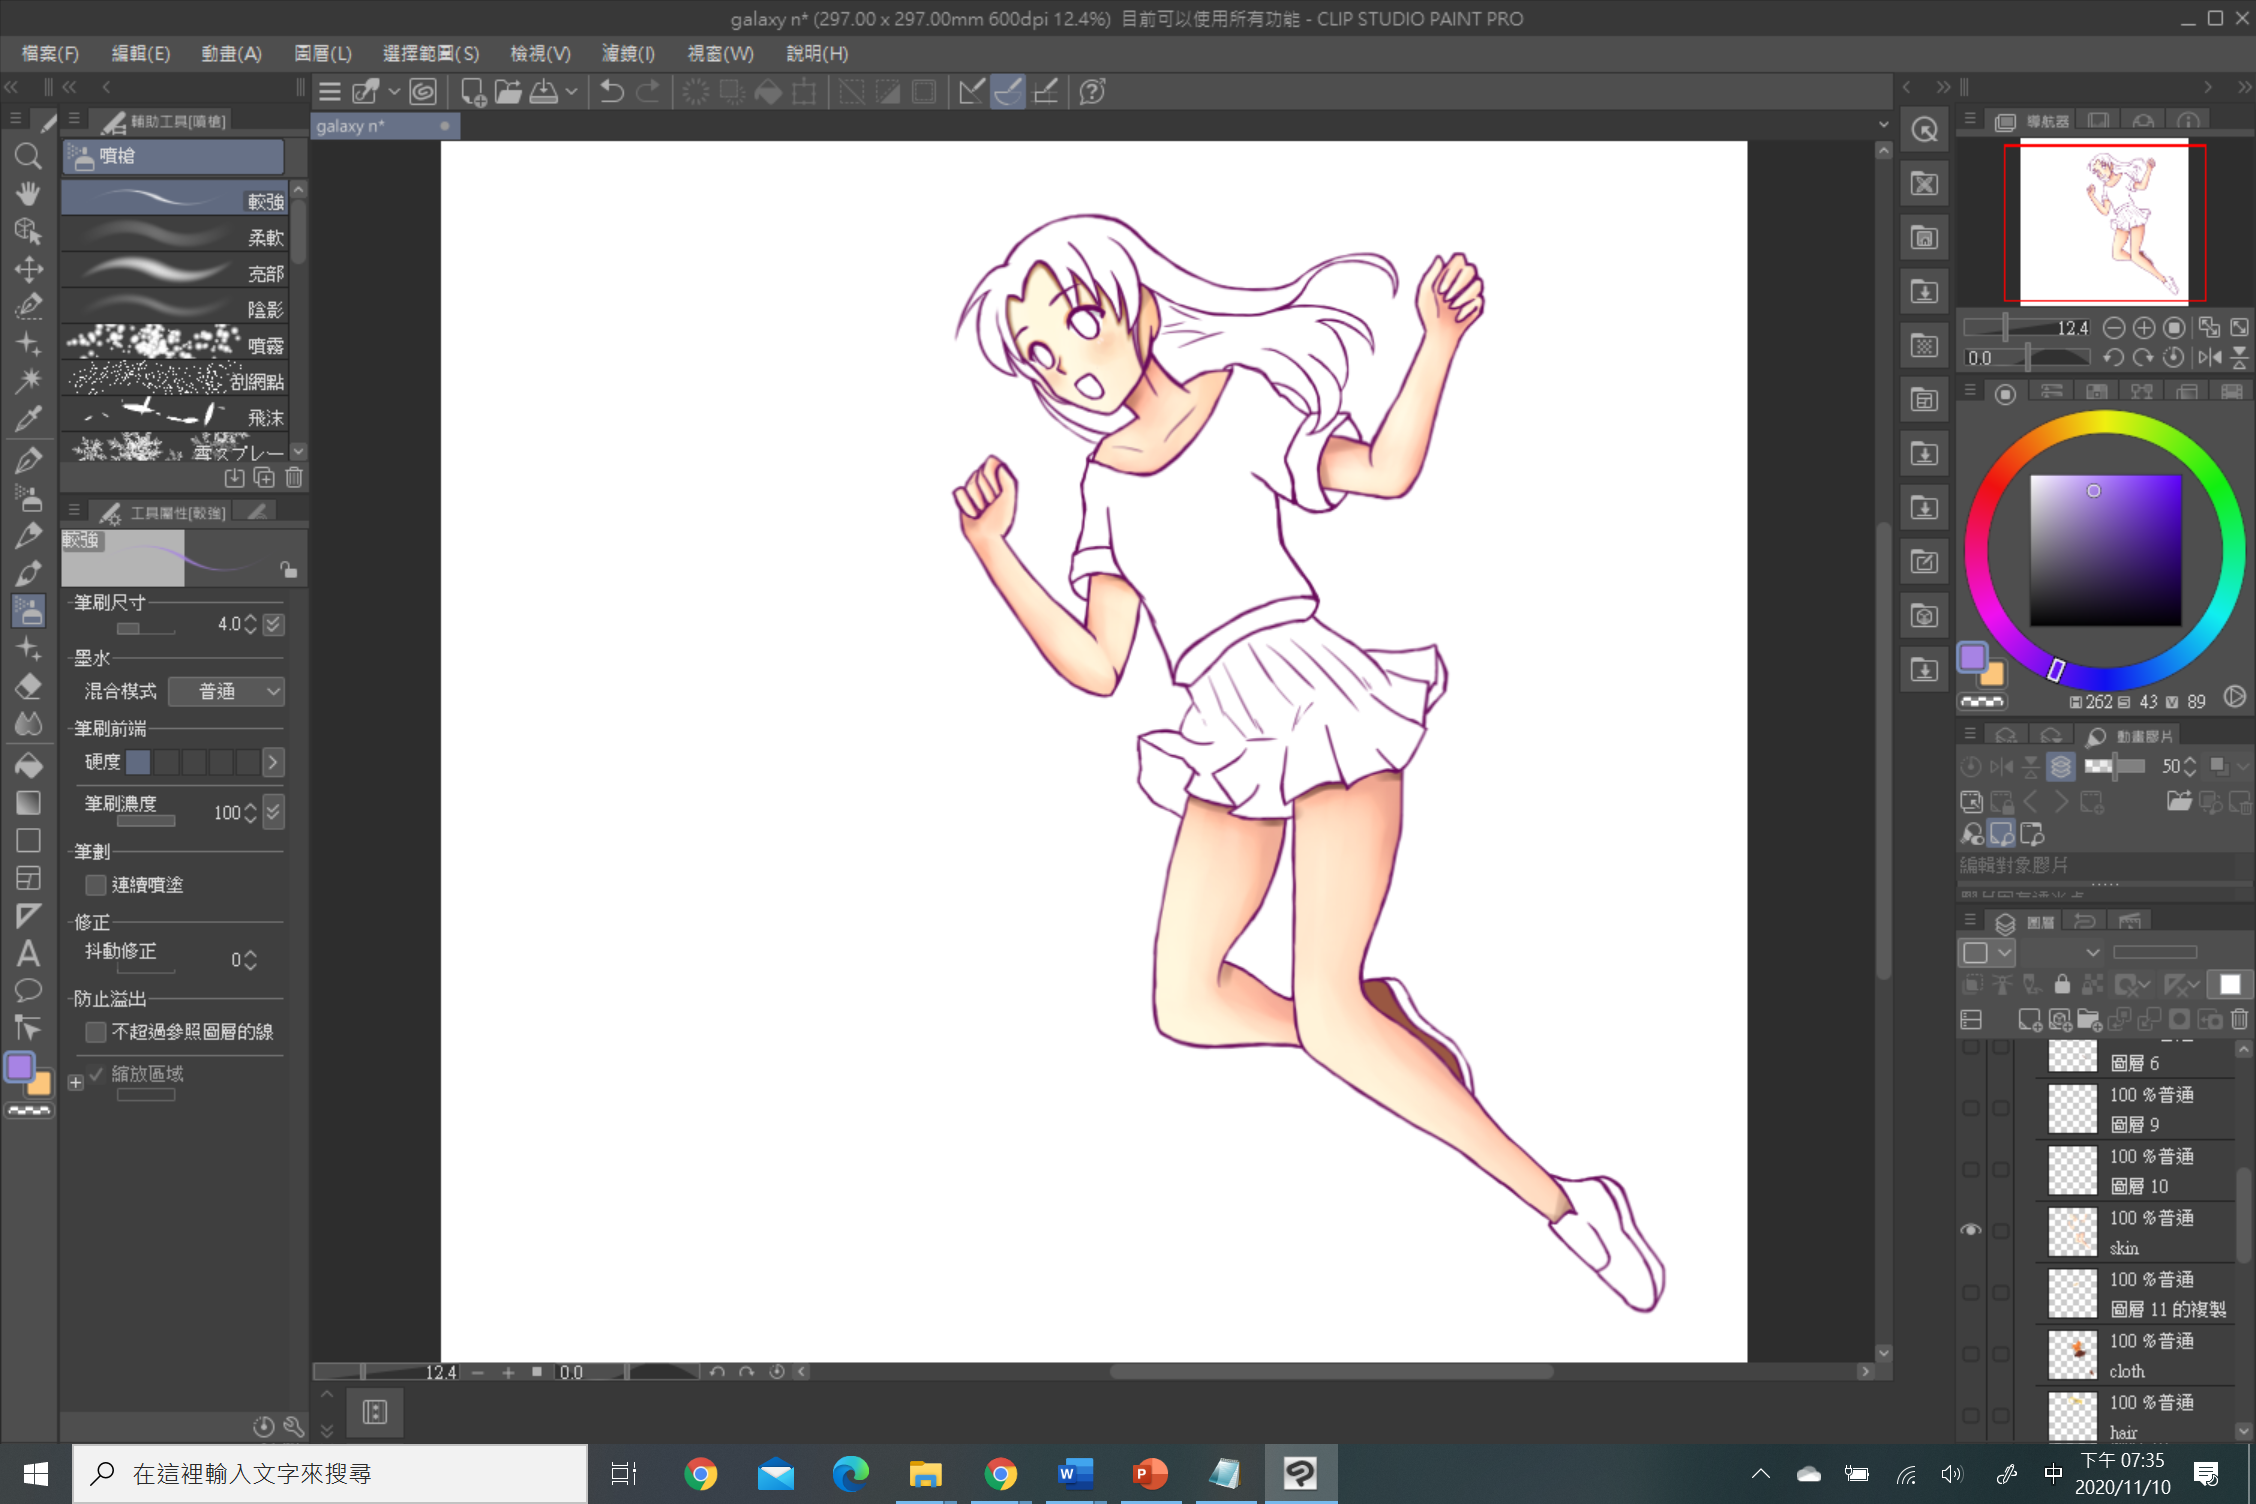 galaxy n* (297.00 x 297.00mm 600dpi 12.4%)  目前可以使用所有功能 - CLIP STUDIO PAINT PRO
檔案(F) 編輯(E) 動畫(A) 圖層(L) 選擇範圍(S) 檢視(V) 濾鏡(I) 視窗(W) 說明(H)
輔助工具[噴槍]
噴槍
較強
柔軟
亮部
陰影
噴霧
刮網點
飛沫
galaxy n*
工具屬性[較強]
較強
筆刷尺寸
4.0
墨水
混合模式 普通
筆刷前端
硬度
筆刷濃度 100
筆劃
連續噴塗
修正
抖動修正 0
防止溢出
不超過參照圖層的線
縮放區域
12.4 0.0
導航器
12.4
0.0
H 262 S 43 V 89
動畫膠片
50
編輯對象膠片
圖層
圖層 6
100 %普通
圖層 9
100 %普通
圖層 10
100 %普通
skin
100 %普通
圖層 11 的複製
100 %普通
cloth
100 %普通
hair
在這裡輸入文字來搜尋
中
下午 07:35
2020/11/10